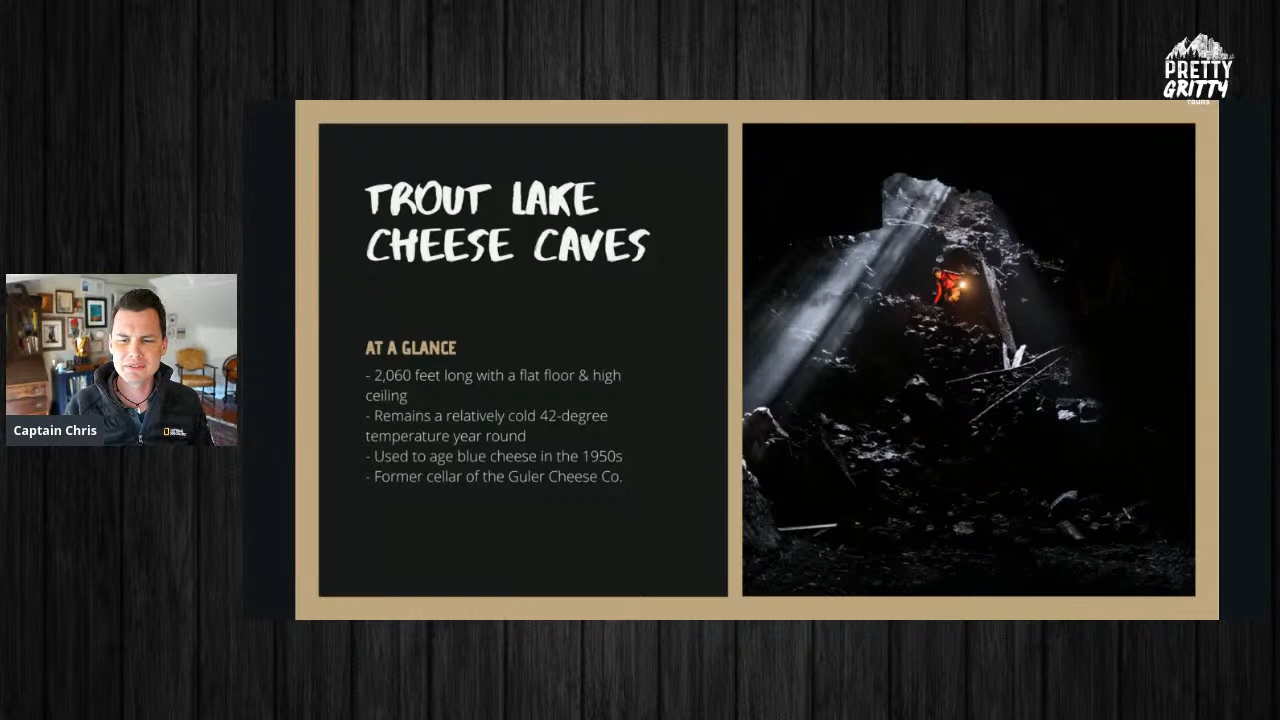 PRETTY
GRITTY
TOURS
TROUT LAKE
CHEESE CAVES
AT A GLANCE
- 2,060 feet long with a flat floor & high
ceiling
- Remains a relatively cold 42-degree
temperature year round
- Used to age blue cheese in the 1950s
- Former cellar of the Guler Cheese Co.
Captain Chris